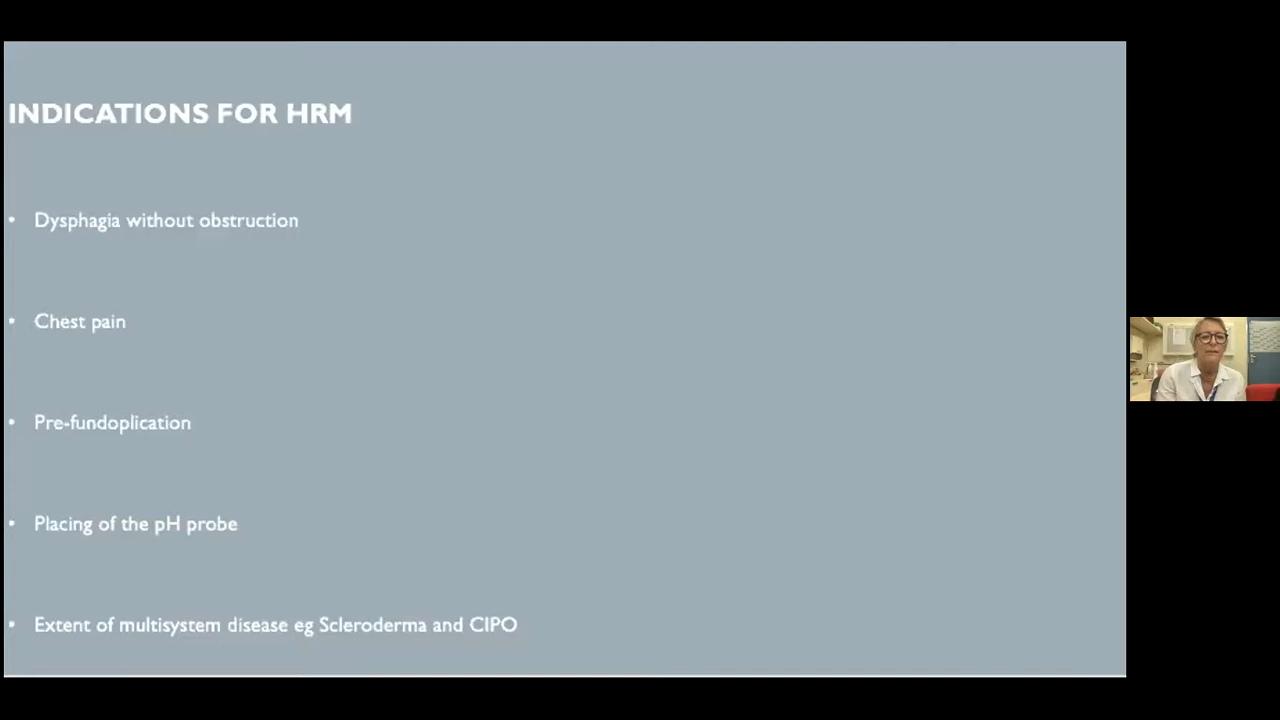 INDICATIONS FOR HRM
• Dysphagia without obstruction
• Chest pain
• Pre-fundoplication
• Placing of the pH probe
• Extent of multisystem disease eg Scleroderma and CIPO